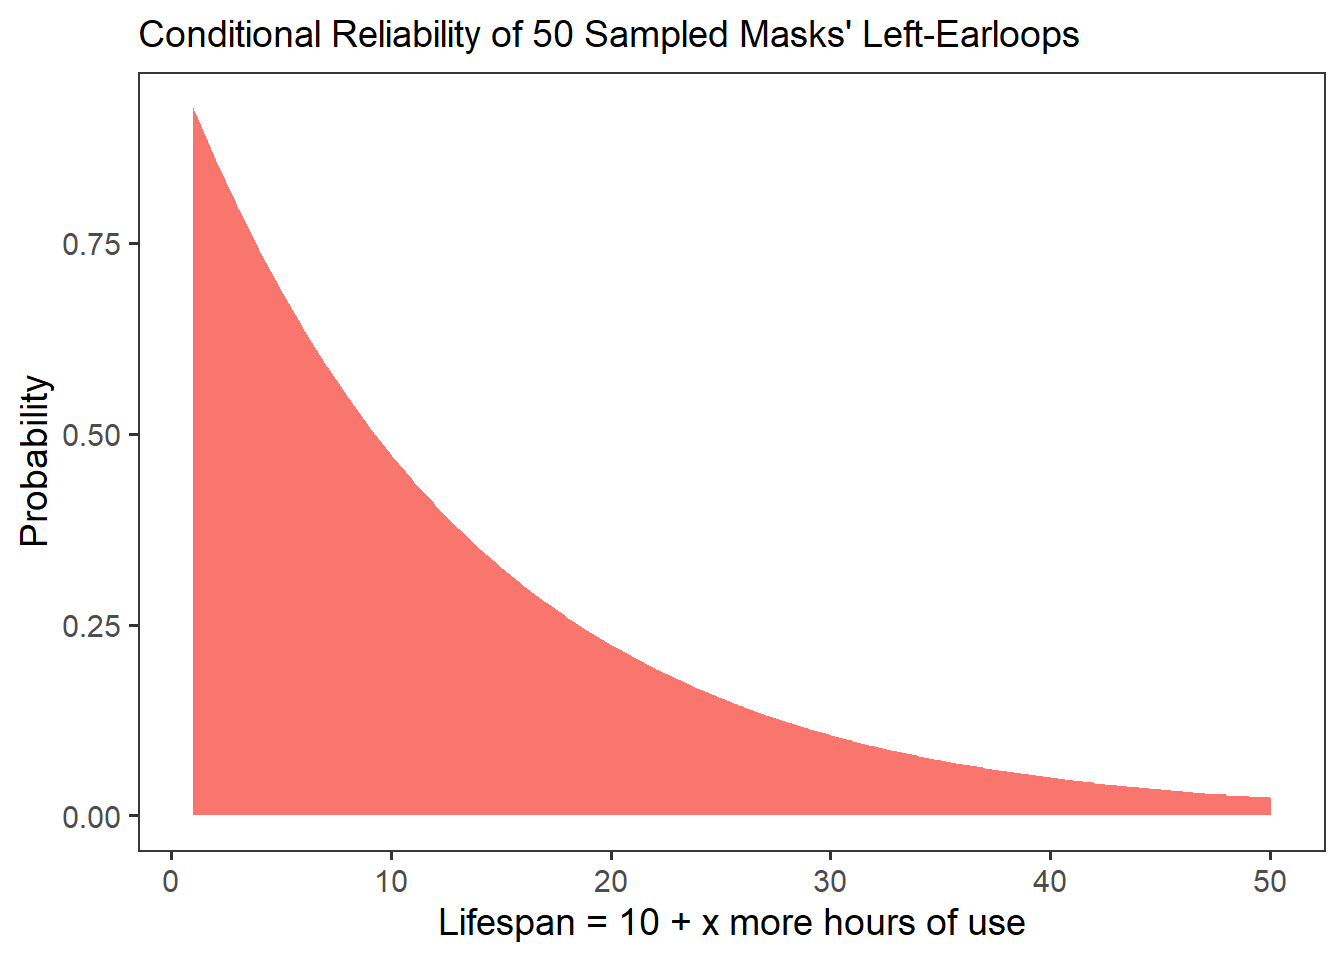 Conditional Reliability of 50 Sampled Masks' Left-Earloops
Probability
0.75
0.50
0.25
0.00
0 10 20 30 40 50
Lifespan = 10 + x more hours of use